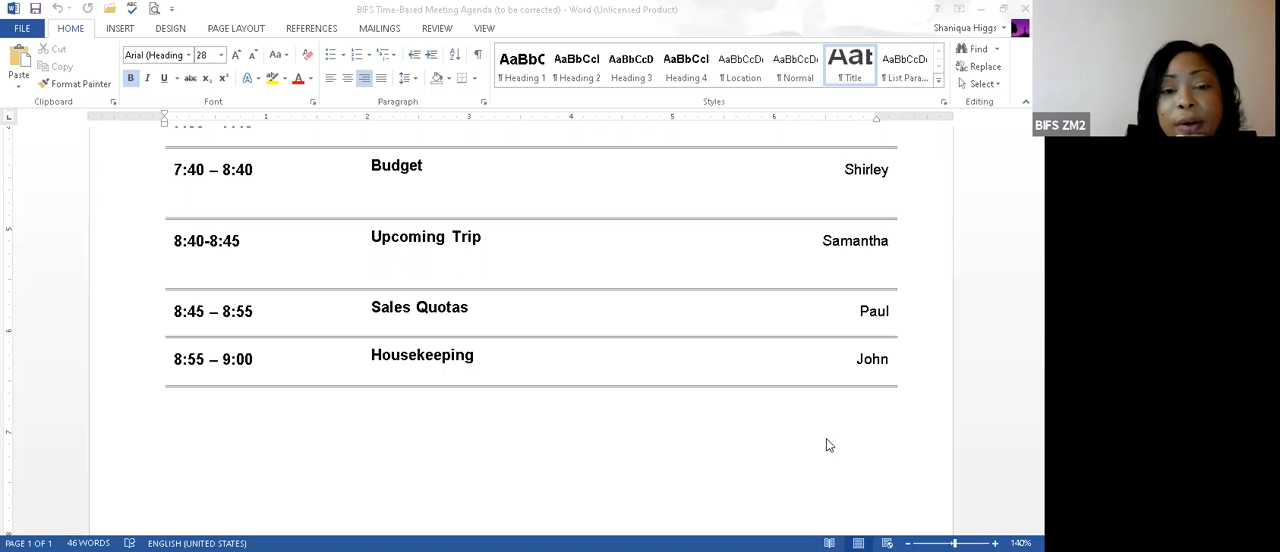 BIFS Time-Based Meeting Agenda (to be corrected) - Word (Unlicensed Product)
Shaniqua Higgs
FILE HOME INSERT DESIGN PAGE LAYOUT REFERENCES MAILINGS REVIEW VIEW
Paste
Cut
Copy
Format Painter
Clipboard
Arial (Heading 28
Font
Paragraph
AaBbC AaBbCcI AaBbCcD AaBbCcI AaBbCcDı AaBbCcDı AaBbCcDı
¶ Heading 1 ¶ Heading 2 Heading 3 Heading 4 ¶ Location ¶ Normal ¶ Title ¶ List Para...
Styles
Find
Replace
Select
Editing
BIFS ZM2
7:40 – 8:40 Budget Shirley
8:40-8:45 Upcoming Trip Samantha
8:45 – 8:55 Sales Quotas Paul
8:55 – 9:00 Housekeeping John
PAGE 1 OF 1 46 WORDS ENGLISH (UNITED STATES) 140%